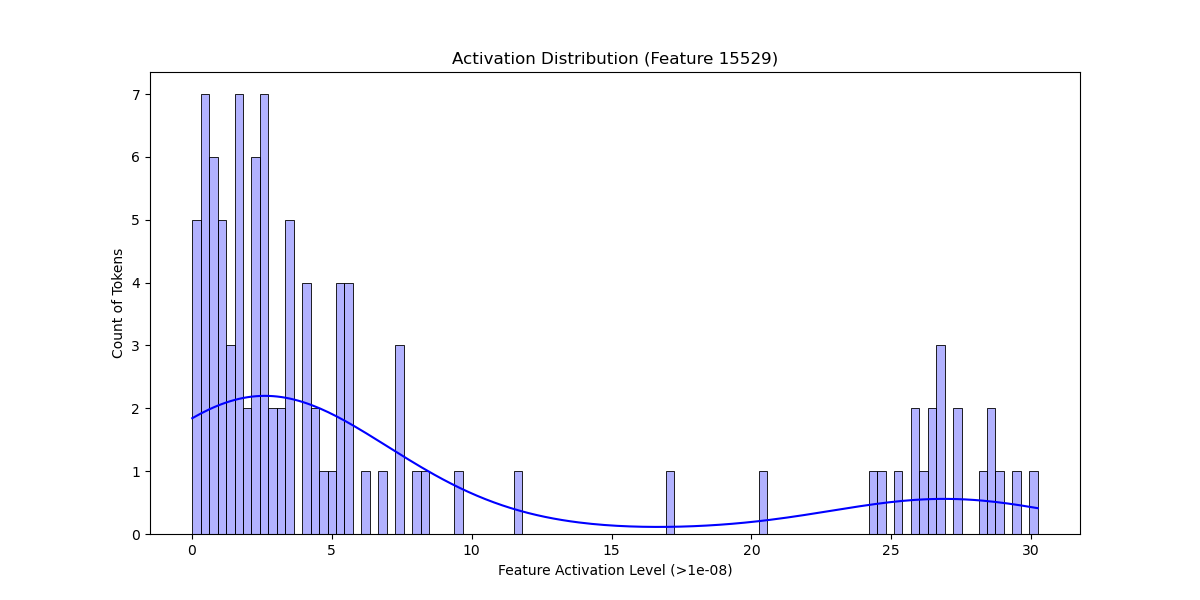 Activation Distribution (Feature 15529)
Count of Tokens
7
6
5
4
3
2
1
0
0 5 10 15 20 25 30
Feature Activation Level (>1e-08)